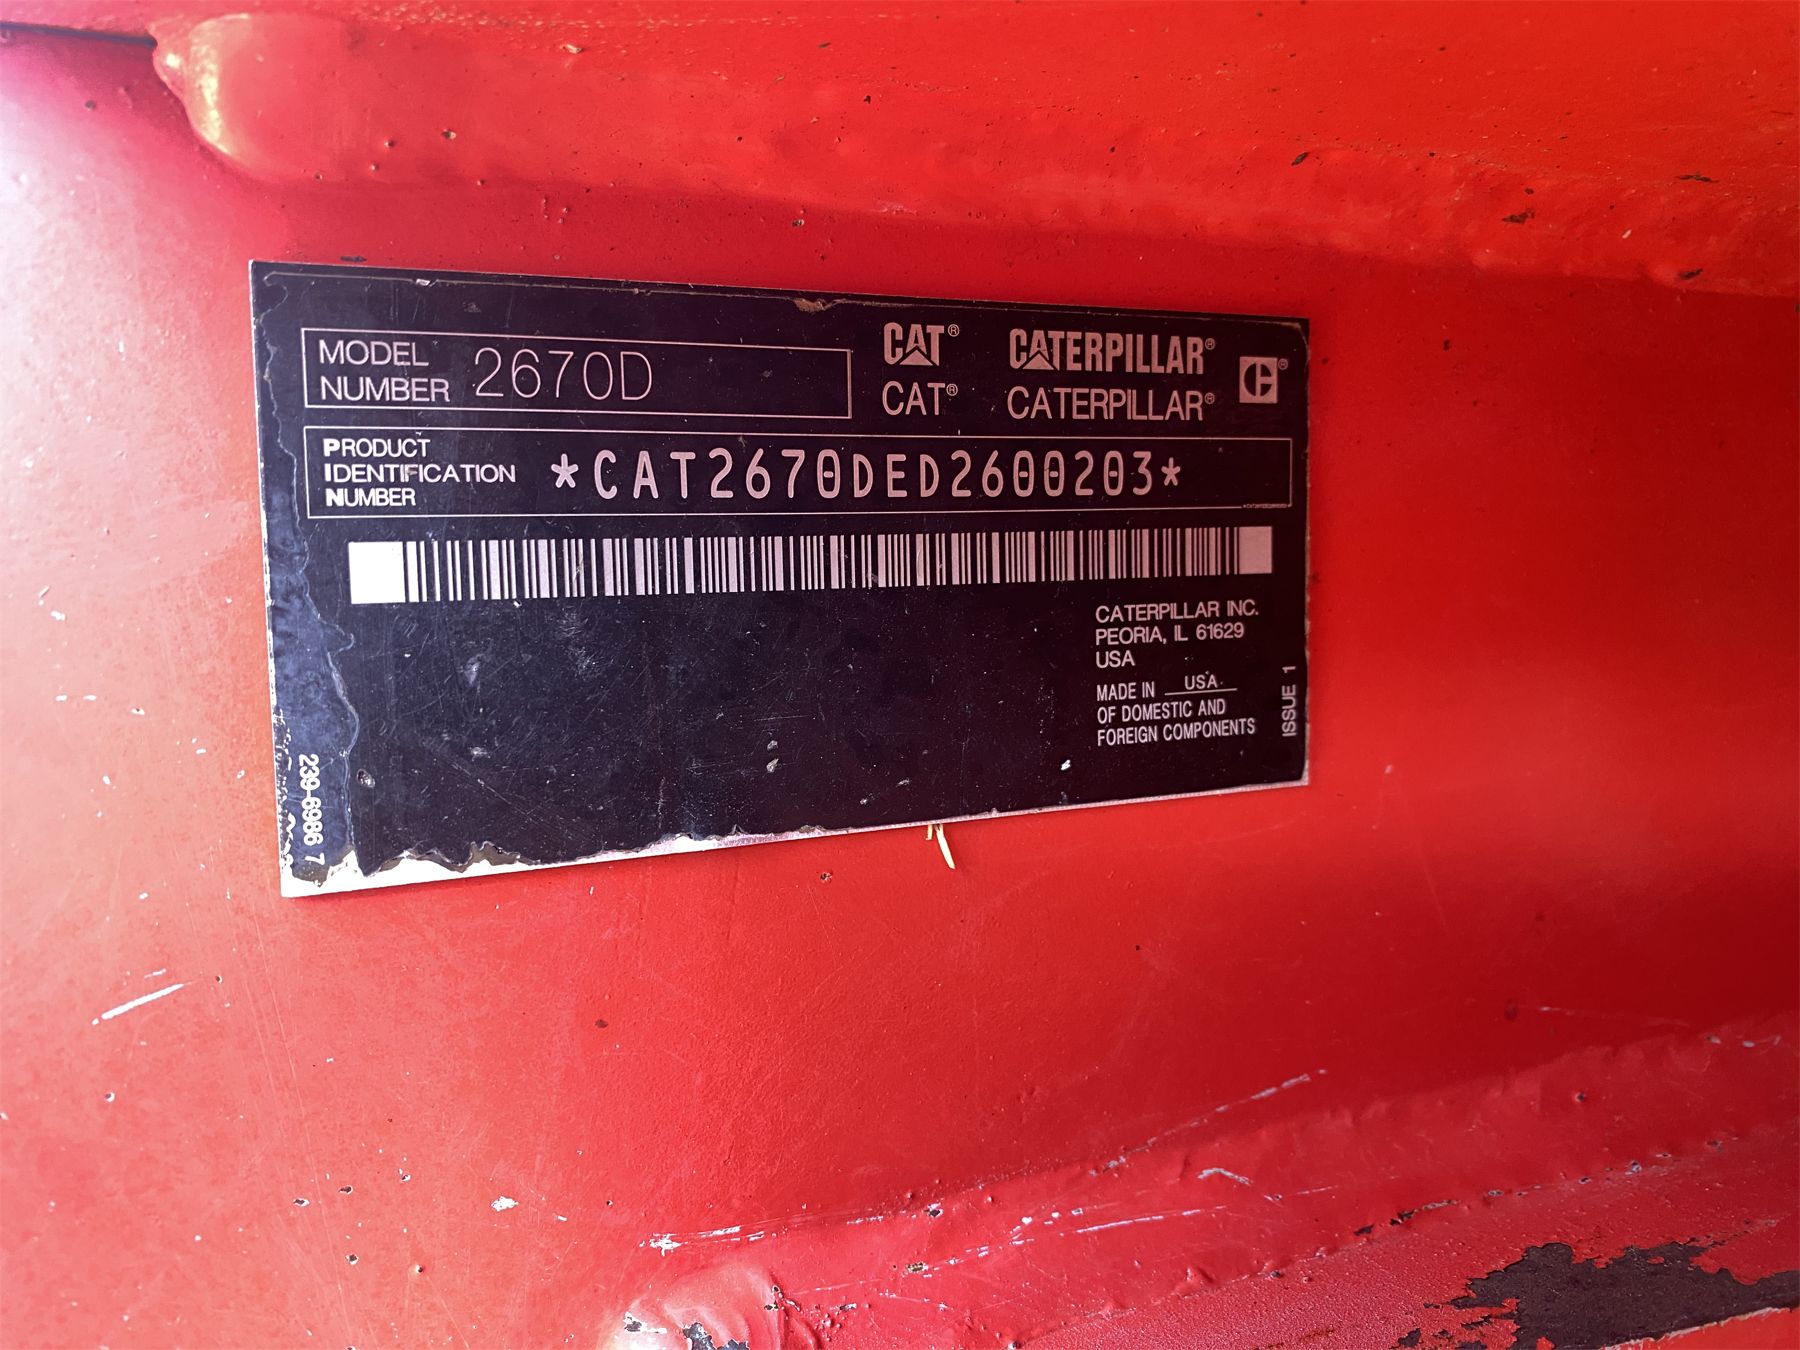 MODEL NUMBER 2670D
CAT® CATERPILLAR®
CAT® CATERPILLAR®
PRODUCT
IDENTIFICATION
NUMBER
*CAT2670DED2600203*
CATERPILLAR INC.
PEORIA, IL 61629
USA
MADE IN USA
OF DOMESTIC AND
FOREIGN COMPONENTS
ISSUE 1
239-6986 7